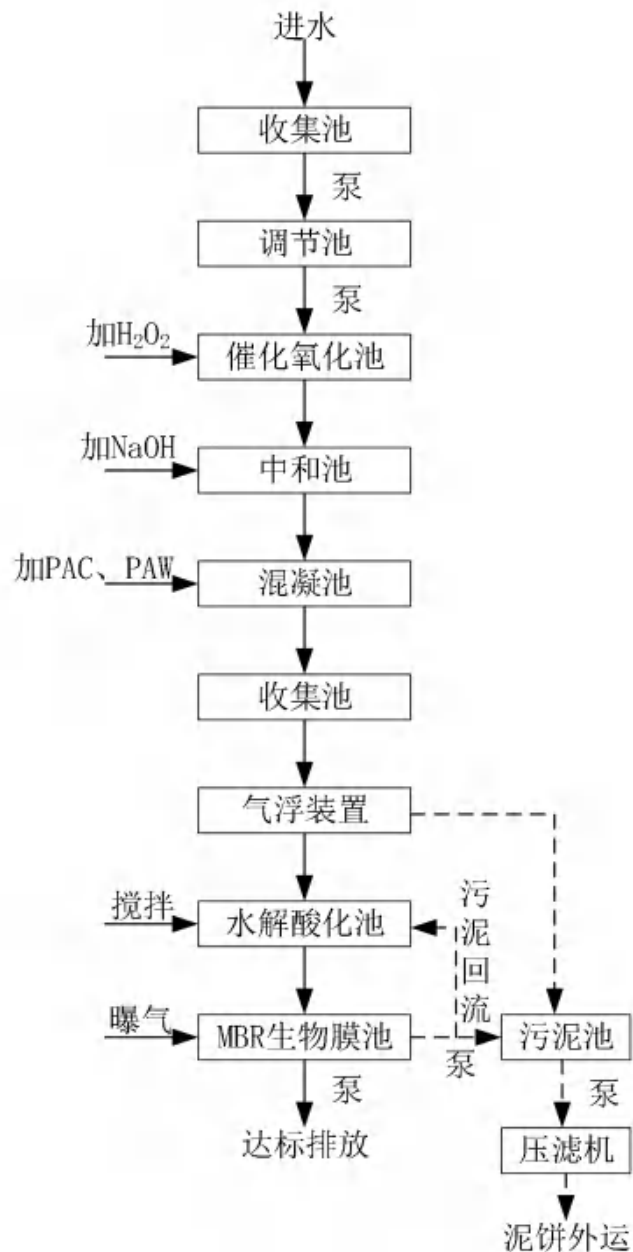 进水
收集池
泵
调节池
泵
加H₂O₂
催化氧化池
加NaOH
中和池
加PAC、PAW
混凝池
收集池
气浮装置
搅拌
水解酸化池
污泥回流
曝气
MBR生物膜池
泵
污泥池
泵
达标排放
泵
压滤机
泥饼外运